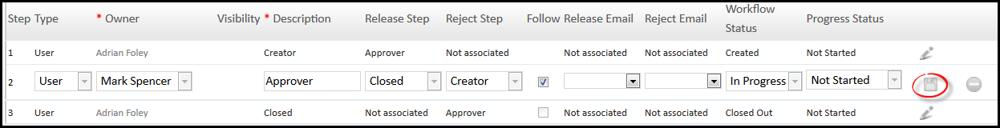 Step Type * Owner Visibility * Description Release Step Reject Step Follow Release Email Reject Email Workflow Status Progress Status
1 User Adrian Foley Creator Approver Not associated Not associated Not associated Created Not Started
2 User Mark Spencer Approver Closed Creator In Progress Not Started
3 User Adrian Foley Closed Not associated Approver Not associated Not associated Closed Out Not Started